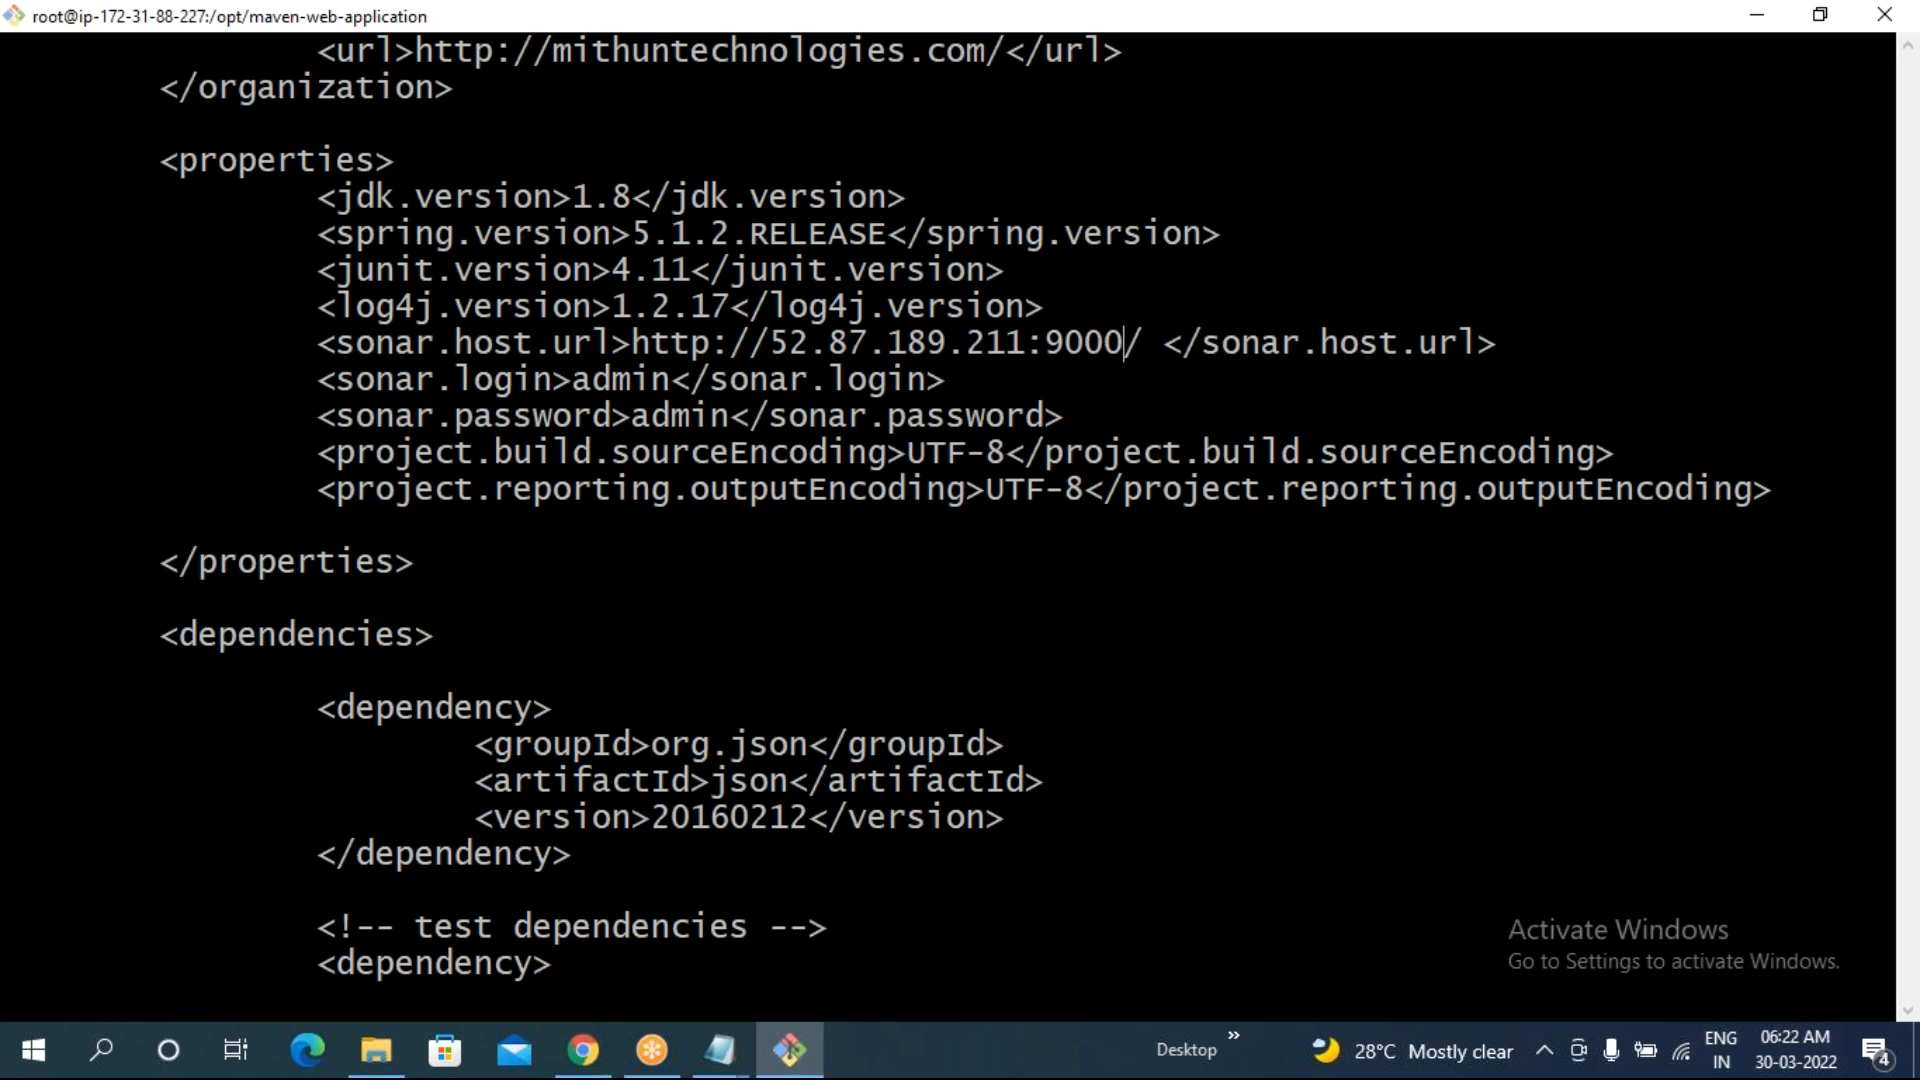 root@ip-172-31-88-227:/opt/maven-web-application
<url>http://mithuntechnologies.com/</url>
</organization>
<properties>
<jdk.version>1.8</jdk.version>
<spring.version>5.1.2.RELEASE</spring.version>
<junit.version>4.11</junit.version>
<log4j.version>1.2.17</log4j.version>
<sonar.host.url>http://52.87.189.211:9000/ </sonar.host.url>
<sonar.login>admin</sonar.login>
<sonar.password>admin</sonar.password>
<project.build.sourceEncoding>UTF-8</project.build.sourceEncoding>
<project.reporting.outputEncoding>UTF-8</project.reporting.outputEncoding>
</properties>
<dependencies>
<dependency>
<groupId>org.json</groupId>
<artifactId>json</artifactId>
<version>20160212</version>
</dependency>
<!-- test dependencies -->
<dependency>
Activate Windows
Go to Settings to activate Windows.
Desktop
28°C Mostly clear
ENG
IN
06:22 AM
30-03-2022
4